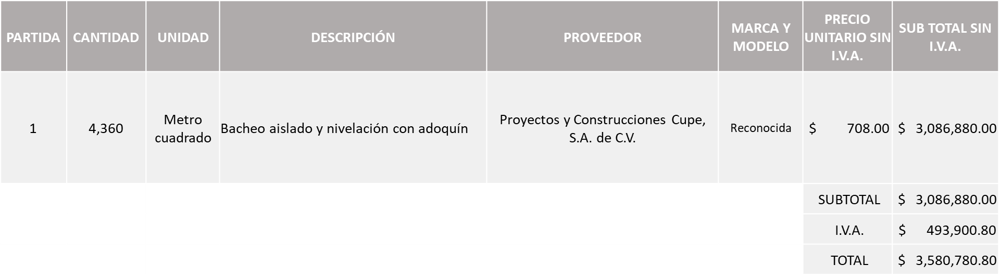 PARTIDA
CANTIDAD
UNIDAD
DESCRIPCIÓN
PROVEEDOR
MARCA Y
MODELO
PRECIO
UNITARIO SIN
I.V.A.
SUB TOTAL SIN
I.V.A.
1
4,360
Metro
cuadrado
Bacheo aislado y nivelación con adoquín
Proyectos y Construcciones Cupe,
S.A. de C.V.
Reconocida
$ 708.00
$ 3,086,880.00
SUBTOTAL $ 3,086,880.00
I.V.A. $ 493,900.80
TOTAL $ 3,580,780.80